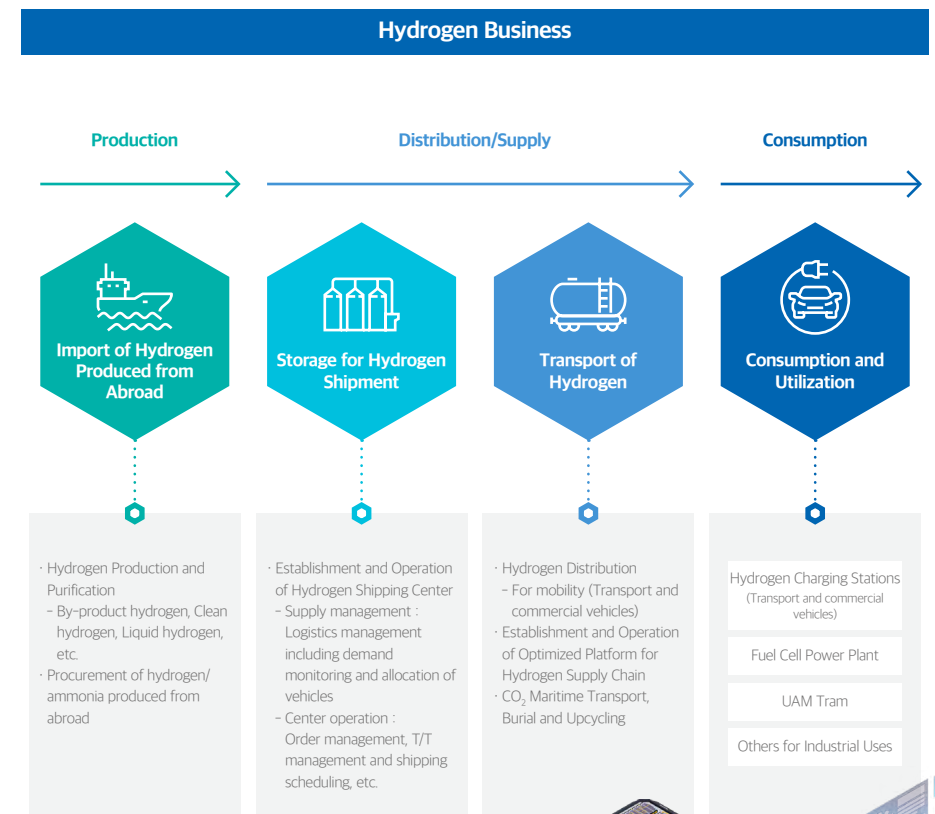 Hydrogen Business
Production
Distribution/Supply
Consumption
Import of Hydrogen
Produced from
Abroad
Storage for Hydrogen
Shipment
Transport of
Hydrogen
Consumption and
Utilization
· Hydrogen Production and
Purification
– By-product hydrogen, Clean
hydrogen, Liquid hydrogen,
etc.
· Procurement of hydrogen/
ammonia produced from
abroad
· Establishment and Operation
of Hydrogen Shipping Center
– Supply management :
Logistics management
including demand
monitoring and allocation of
vehicles
– Center operation :
Order management, T/T
management and shipping
scheduling, etc.
· Hydrogen Distribution
– For mobility (Transport and
commercial vehicles)
· Establishment and Operation
of Optimized Platform for
Hydrogen Supply Chain
· CO₂ Maritime Transport,
Burial and Upcycling
Hydrogen Charging Stations
(Transport and commercial
vehicles)
Fuel Cell Power Plant
UAM Tram
Others for Industrial Uses